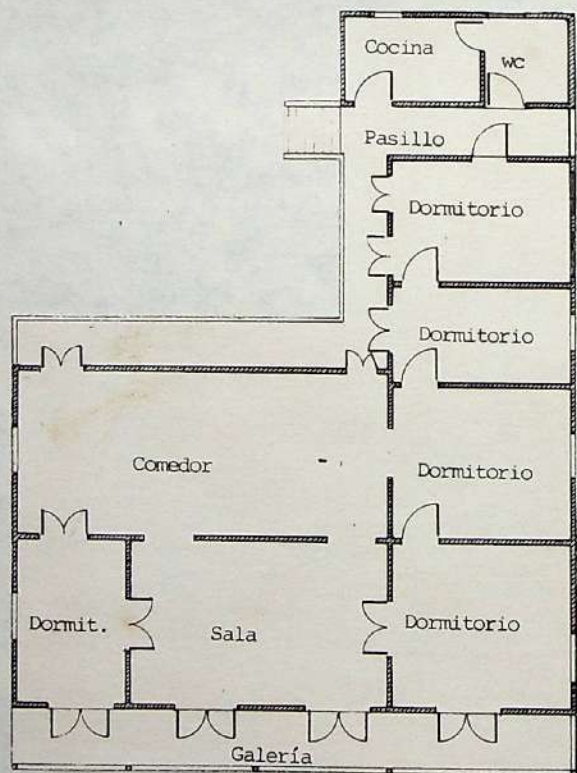 Cocina
WC
Pasillo
Dormitorio
Dormitorio
Comedor
Dormitorio
Dormit.
Sala
Dormitorio
Galería